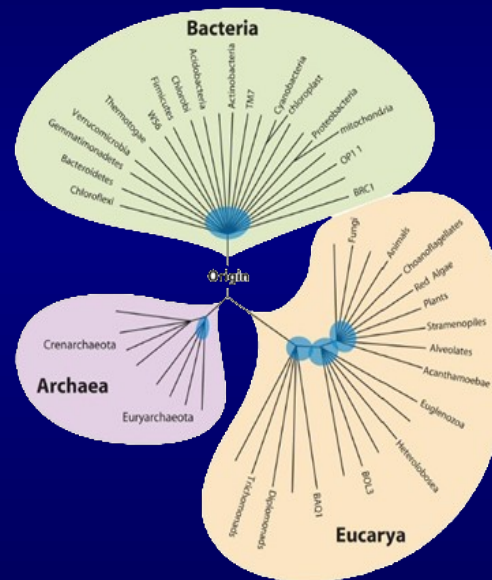 Bacteria
Chloroflexi
Bacteroidetes
Gemmatimonadetes
Verrucomicrobia
Thermotogae
WS6
Firmicutes
Chlorobi
Acidobacteria
Actinobacteria
TM7
Cyanobacteria
chloroplast
Proteobacteria
mitochondria
OP11
BRC1
Origin
Crenarchaeota
Archaea
Euryarchaeota
Fungi
Animals
Choanoflagellates
Red Algae
Plants
Stramenopiles
Alveolates
Acanthamoebae
Euglenozoa
Heterolobosea
BOL3
BAQ1
Diplomonads
Trichomonads
Eucarya